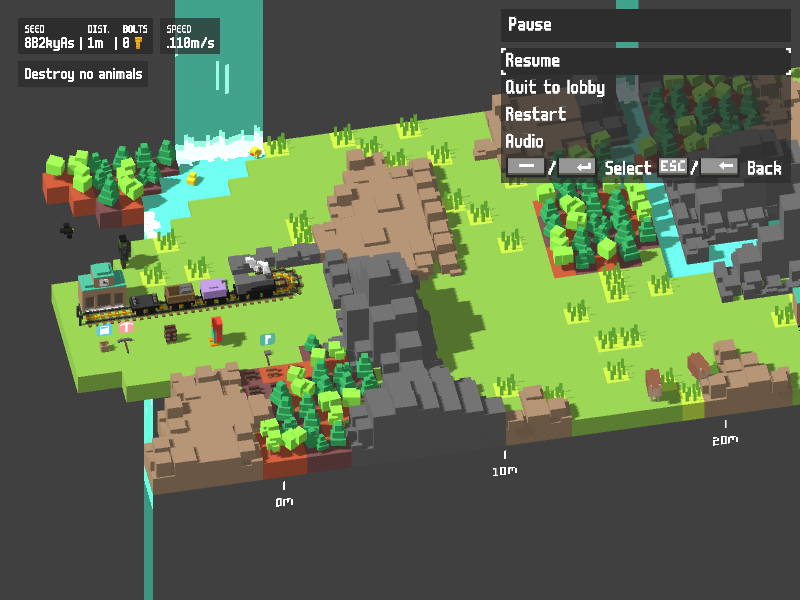 SEED DIST. BOLTS SPEED
8B2kyAs | 1m | 0 .110m/s
Destroy no animals
Pause
Resume
Quit to lobby
Restart
Audio
/ Select ESC / Back
0m
10m
20m